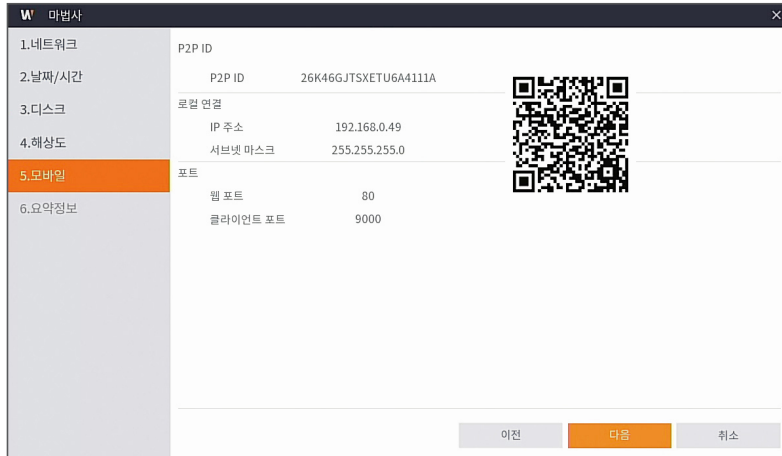 마법사
1.네트워크
2.날짜/시간
3.디스크
4.해상도
5.모바일
6.요약정보
P2P ID
P2P ID 26K46GJTSXETU6A4111A
로컬 연결
IP 주소 192.168.0.49
서브넷 마스크 255.255.255.0
포트
웹 포트 80
클라이언트 포트 9000
이전 다음 취소